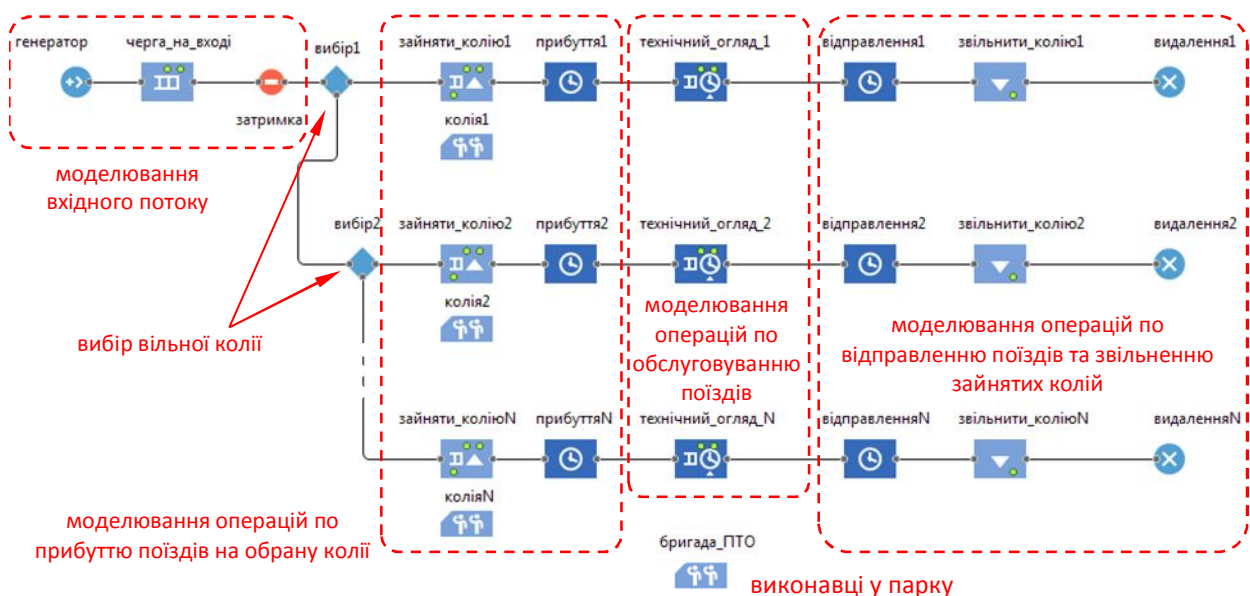 генератор
черга_на_вході
затримка
вибір1
зайняти_колію1
прибуття1
технічний_огляд_1
відправлення1
звільнити_колію1
видалення1
колія1
моделювання
вхідного потоку
вибір2
зайняти_колію2
прибуття2
технічний_огляд_2
відправлення2
звільнити_колію2
видалення2
колія2
вибір вільної колії
моделювання
операцій по
обслуговуванню
поїздів
моделювання операцій по
відправленню поїздів та звільненню
зайнятих колій
зайняти_коліюN
прибуттяN
технічний_огляд_N
відправленняN
звільнити_коліюN
видаленняN
коліяN
моделювання операцій по
прибуттю поїздів на обрану колії
бригада_ПТО
виконавці у парку